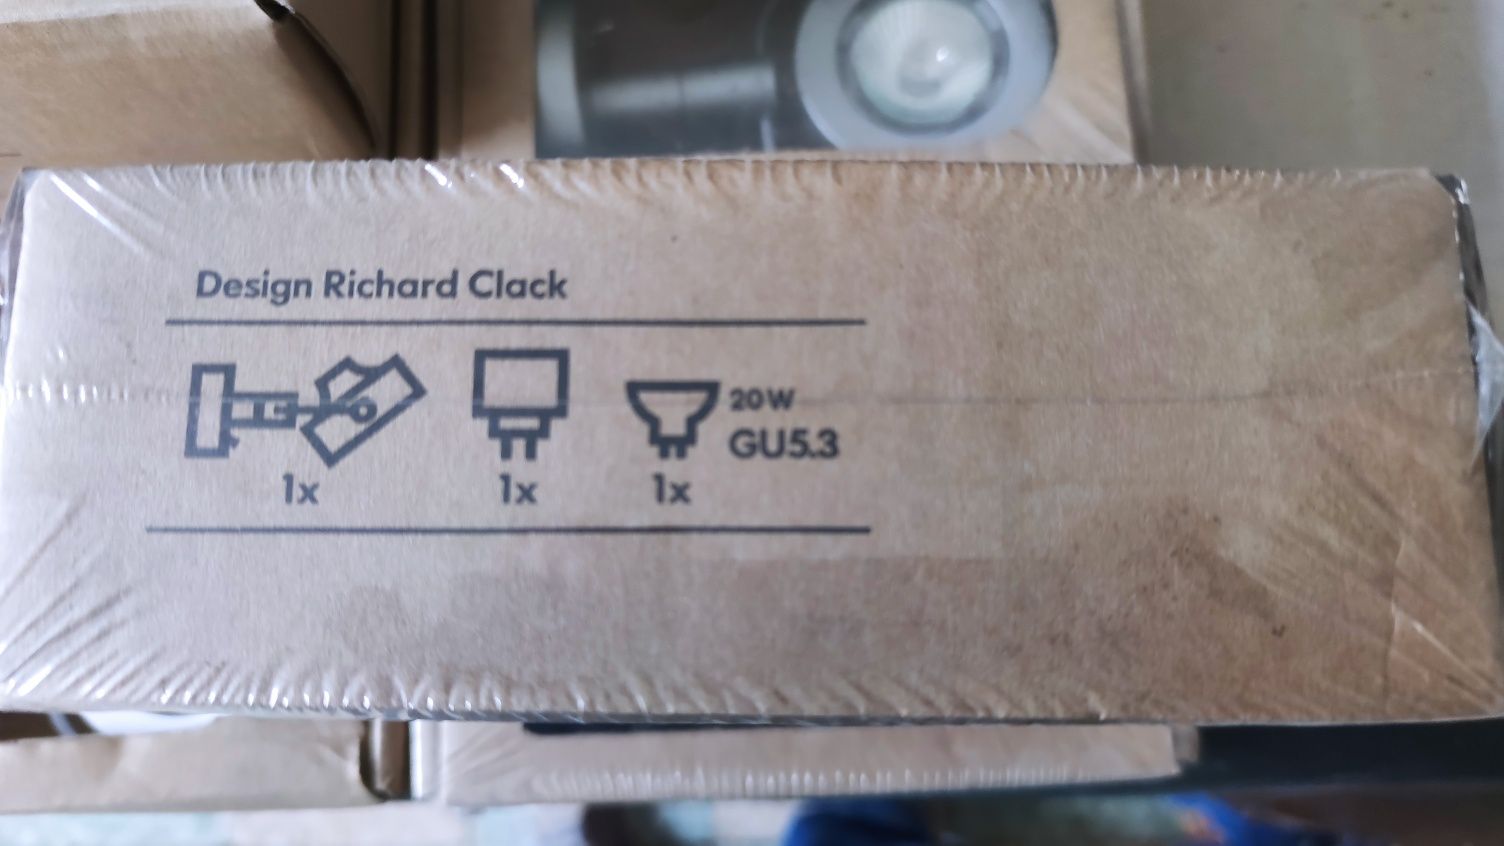 Design Richard Clack
20W
GU5.3
1x 1x 1x